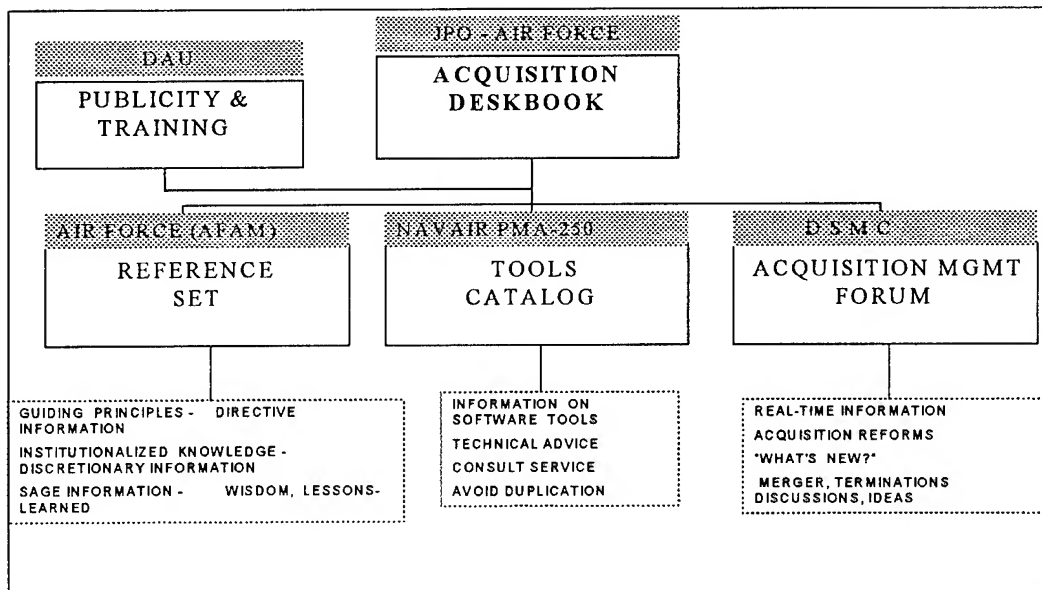 DAU
PUBLICITY &
TRAINING
JPO - AIR FORCE
ACQUISITION
DESKBOOK
AIR FORCE (AFAM)
REFERENCE
SET
NAVAIR PMA-250
TOOLS
CATALOG
D S M C
ACQUISITION MGMT
FORUM
GUIDING PRINCIPLES - DIRECTIVE
INFORMATION
INSTITUTIONALIZED KNOWLEDGE -
DISCRETIONARY INFORMATION
SAGE INFORMATION - WISDOM, LESSONS-
LEARNED
INFORMATION ON
SOFTWARE TOOLS
TECHNICAL ADVICE
CONSULT SERVICE
AVOID DUPLICATION
REAL-TIME INFORMATION
ACQUISITION REFORMS
"WHAT'S NEW?"
MERGER, TERMINATIONS
DISCUSSIONS, IDEAS